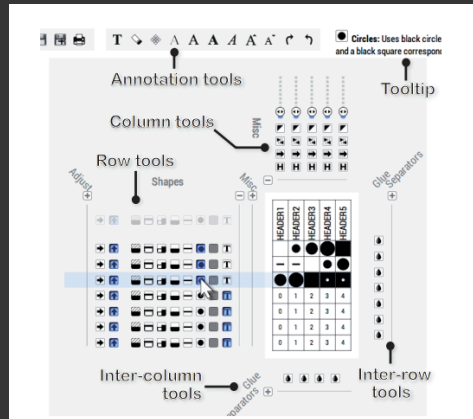 T A A A A A A
Circles: Uses black circle
and a black square correspon
Annotation tools
Tooltip
Column tools
Misc
Row tools
Adjust
Shapes
Misc
Glue
Separators
T
HEADER1 HEADER2 HEADER3 HEADER4 HEADER5
T
T
T
0 1 2 3 4
0 1 2 3 4
0 1 2 3 4
0 1 2 3 4
Inter-column
tools
Glue
parators
Inter-row
tools